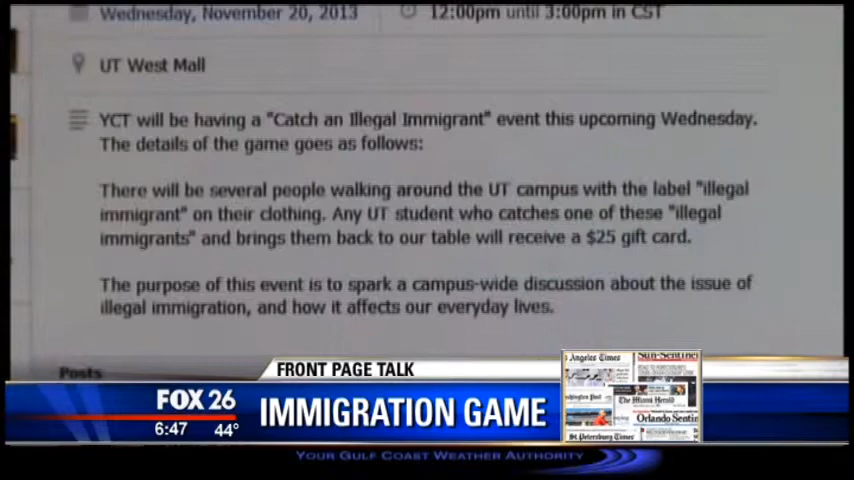 Wednesday, November 20, 2013
12:00pm until 3:00pm in CST
UT West Mall
YCT will be having a "Catch an Illegal Immigrant" event this upcoming Wednesday.
The details of the game goes as follows:
There will be several people walking around the UT campus with the label "illegal
immigrant" on their clothing. Any UT student who catches one of these "illegal
immigrants" and brings them back to our table will receive a $25 gift card.
The purpose of this event is to spark a campus-wide discussion about the issue of
illegal immigration, and how it affects our everyday lives.
Posts
FRONT PAGE TALK
FOX 26
6:47 44°
IMMIGRATION GAME
Angeles Times
Sun-Sentinel
The Miami Herald
Orlando Sentin
St. Petersburg Times
YOUR GULF COAST WEATHER AUTHORITY